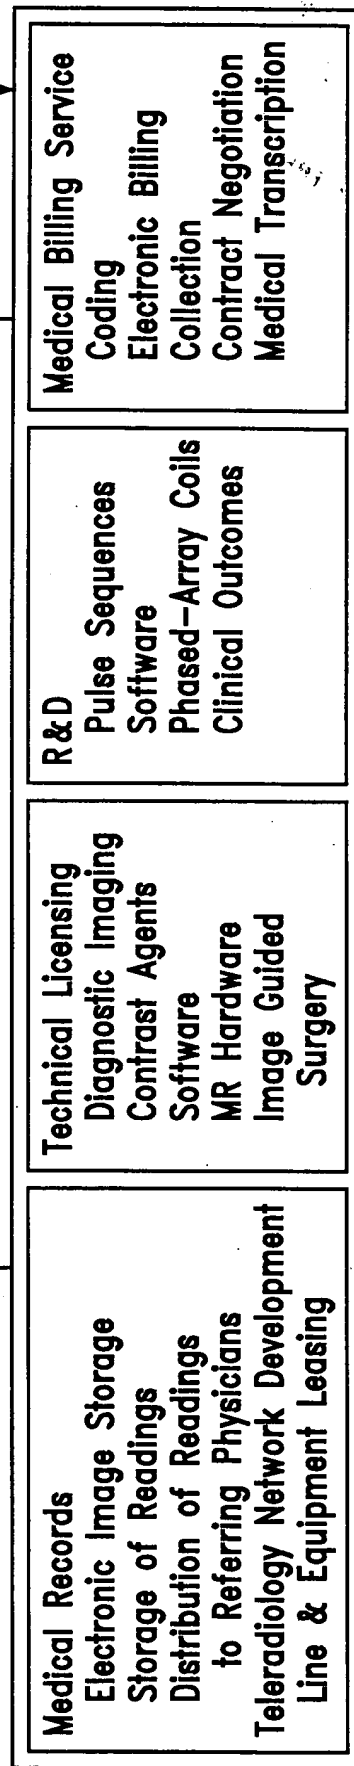 Medical Records
Electronic Image Storage
Storage of Readings
Distribution of Readings
to Referring Physicians
Teleradiology Network Development
Line & Equipment Leasing
Technical Licensing
Diagnostic Imaging
Contrast Agents
Software
MR Hardware
Image Guided
Surgery
R&D
Pulse Sequences
Software
Phased-Array Coils
Clinical Outcomes
Medical Billing Service
Coding
Electronic Billing
Collection
Contract Negotiation
Medical Transcription